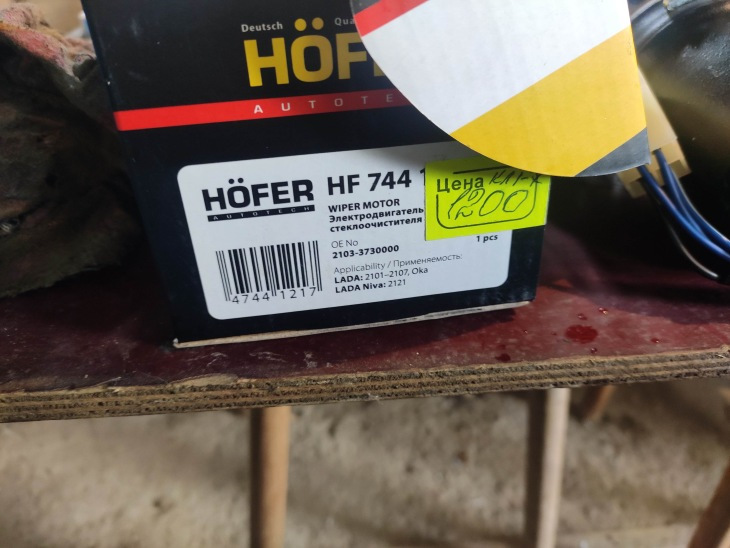 Deutsch
HÖF
AUTOTE
HÖFER
AUTOTECH
HF 744
WIPER MOTOR
Электродвигатель
стеклоочистителя
OE No
2103-3730000
1 pcs
Applicability / Применяемость:
LADA: 2101–2107, Oka
LADA Niva: 2121
4744 1217
Цена
1200